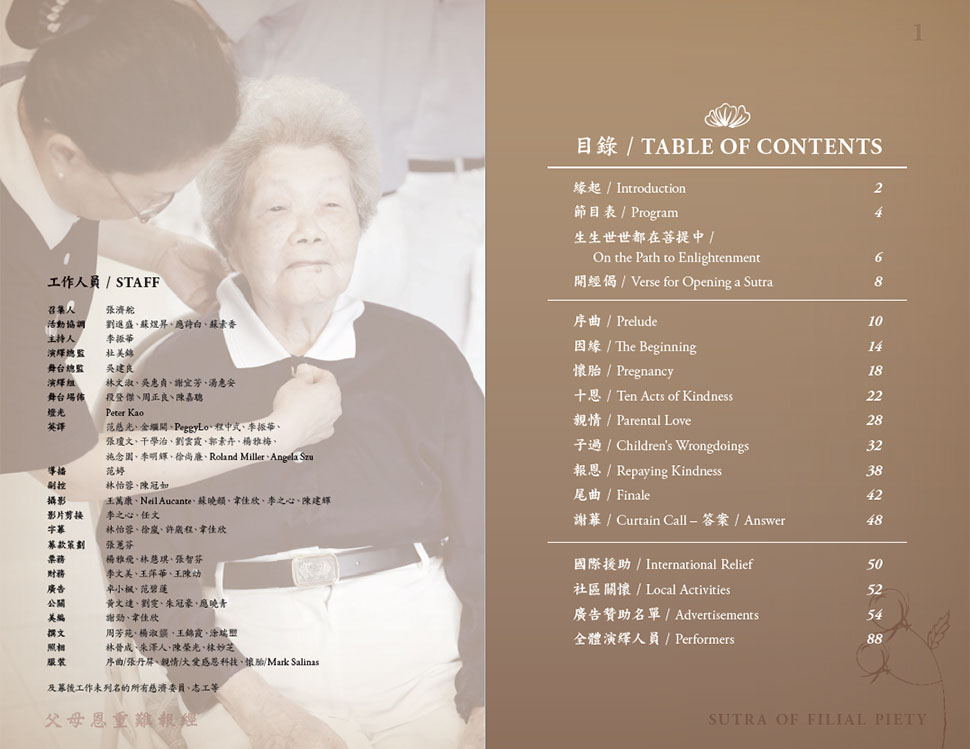 工作人員 / STAFF
召集人 張濟舵
活動協調 劉進盛、蘇煜昇、應詩白、蘇素香
主持人 李振華
演繹總監 杜美錦
舞台總監 吳建良
演繹組 林文淑、吳惠貞、謝宜芳、湯惠安
舞台場佈 段登傑、周正良、陳嘉聰
燈光 Peter Kao
英譯 范慈光、金繼開、PeggyLo、程中式、李振華、
張瓊文、于學治、劉雲霞、郭素卉、楊雅梅、
施念園、李明輝、徐尚廉、Roland Miller、Angela Szu
導播 范婷
副控 林怡蓉、陳冠如
攝影 王萬康、Neil Aucante、蘇曉頠、韋佳欣、李之心、陳建輝
影片剪接 李之心、任文
字幕 林怡蓉、徐嵐、許崴程、韋佳欣
募款策劃 張蕙芬
票務 楊雅飛、林慈琪、張智芬
財務 李文美、王萍華、王陳幼
廣告 卓小楓、范碧蓮
公關 黃文達、劉雯、朱冠豪、應曉青
美編 謝勁、韋佳欣
撰文 周芳苑、楊淑、王錦霞、涂瑞盟
照相 林晉成、朱澤人、陳榮光、妙芝
服裝 序曲/張丹屏、親情/大愛感恩科技、懷胎/Mark Salinas
及幕後工作未列名的所有慈濟委員、志工等
父母恩重難報經
1
目錄 / TABLE OF CONTENTS
緣起 / Introduction 2
節目表 / Program 4
生生世世都在菩提中 /
On the Path to Enlightenment 6
開經偈 / Verse for Opening a Sutra 8
序曲 / Prelude 10
因緣 / The Beginning 14
懷胎 / Pregnancy 18
十恩 / Ten Acts of Kindness 22
親情 / Parental Love 28
子過 / Children's Wrongdoings 32
報恩 / Repaying Kindness 38
尾曲 / Finale 42
謝幕 / Curtain Call – 答案 / Answer 48
國際援助 / International Relief 50
社區關懷 / Local Activities 52
廣告贊助名單 / Advertisements 54
全體演繹人員 / Performers 88
SUTRA OF FILIAL PIETY